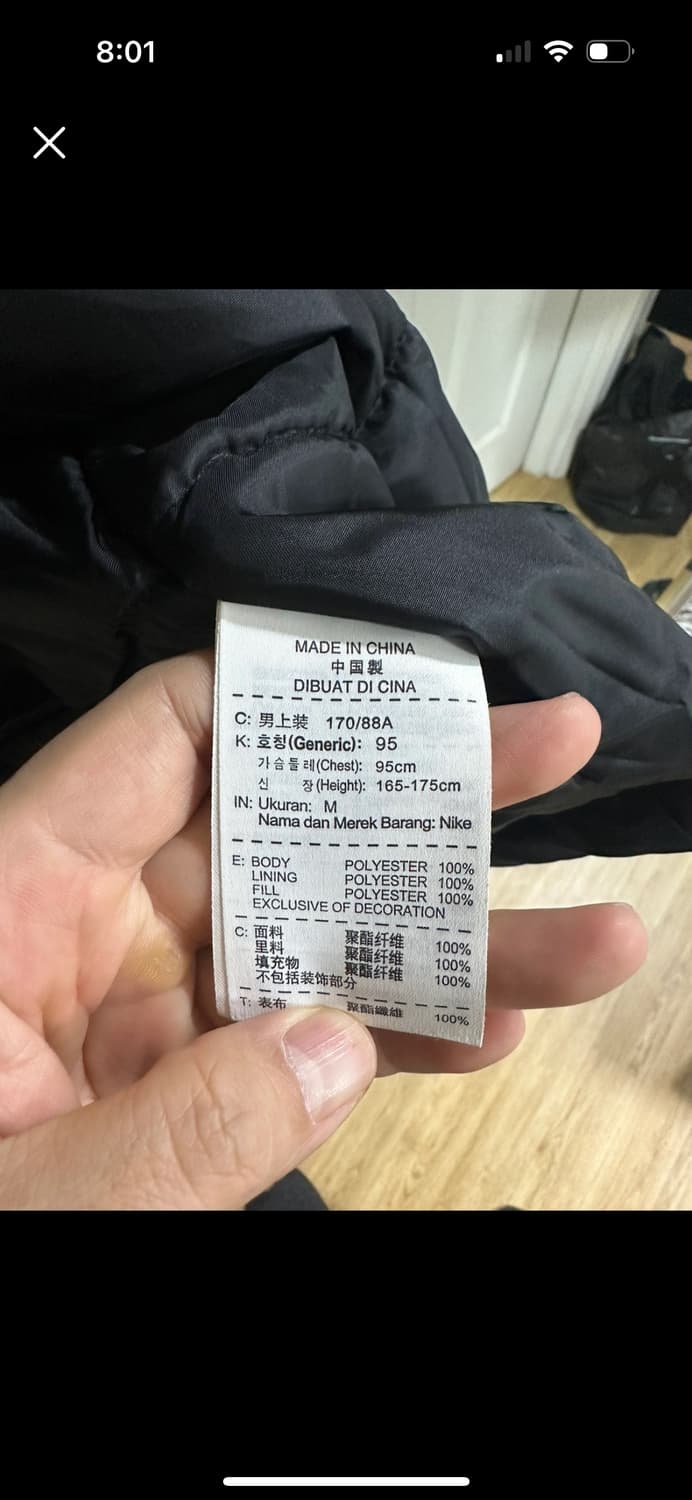 8:01
MADE IN CHINA
中国製
DIBUAT DI CINA
C: 男上装 170/88A
K: 호칭(Generic): 95
가슴둘레(Chest): 95cm
신 장(Height): 165-175cm
IN: Ukuran: M
Nama dan Merek Barang: Nike
E: BODY POLYESTER 100%
LINING POLYESTER 100%
FILL POLYESTER 100%
EXCLUSIVE OF DECORATION
C: 面料 聚酯纤维 100%
里料 聚酯纤维 100%
填充物 聚酯纤维 100%
不包括装饰部分
T: 表布 聚酯纖維 100%